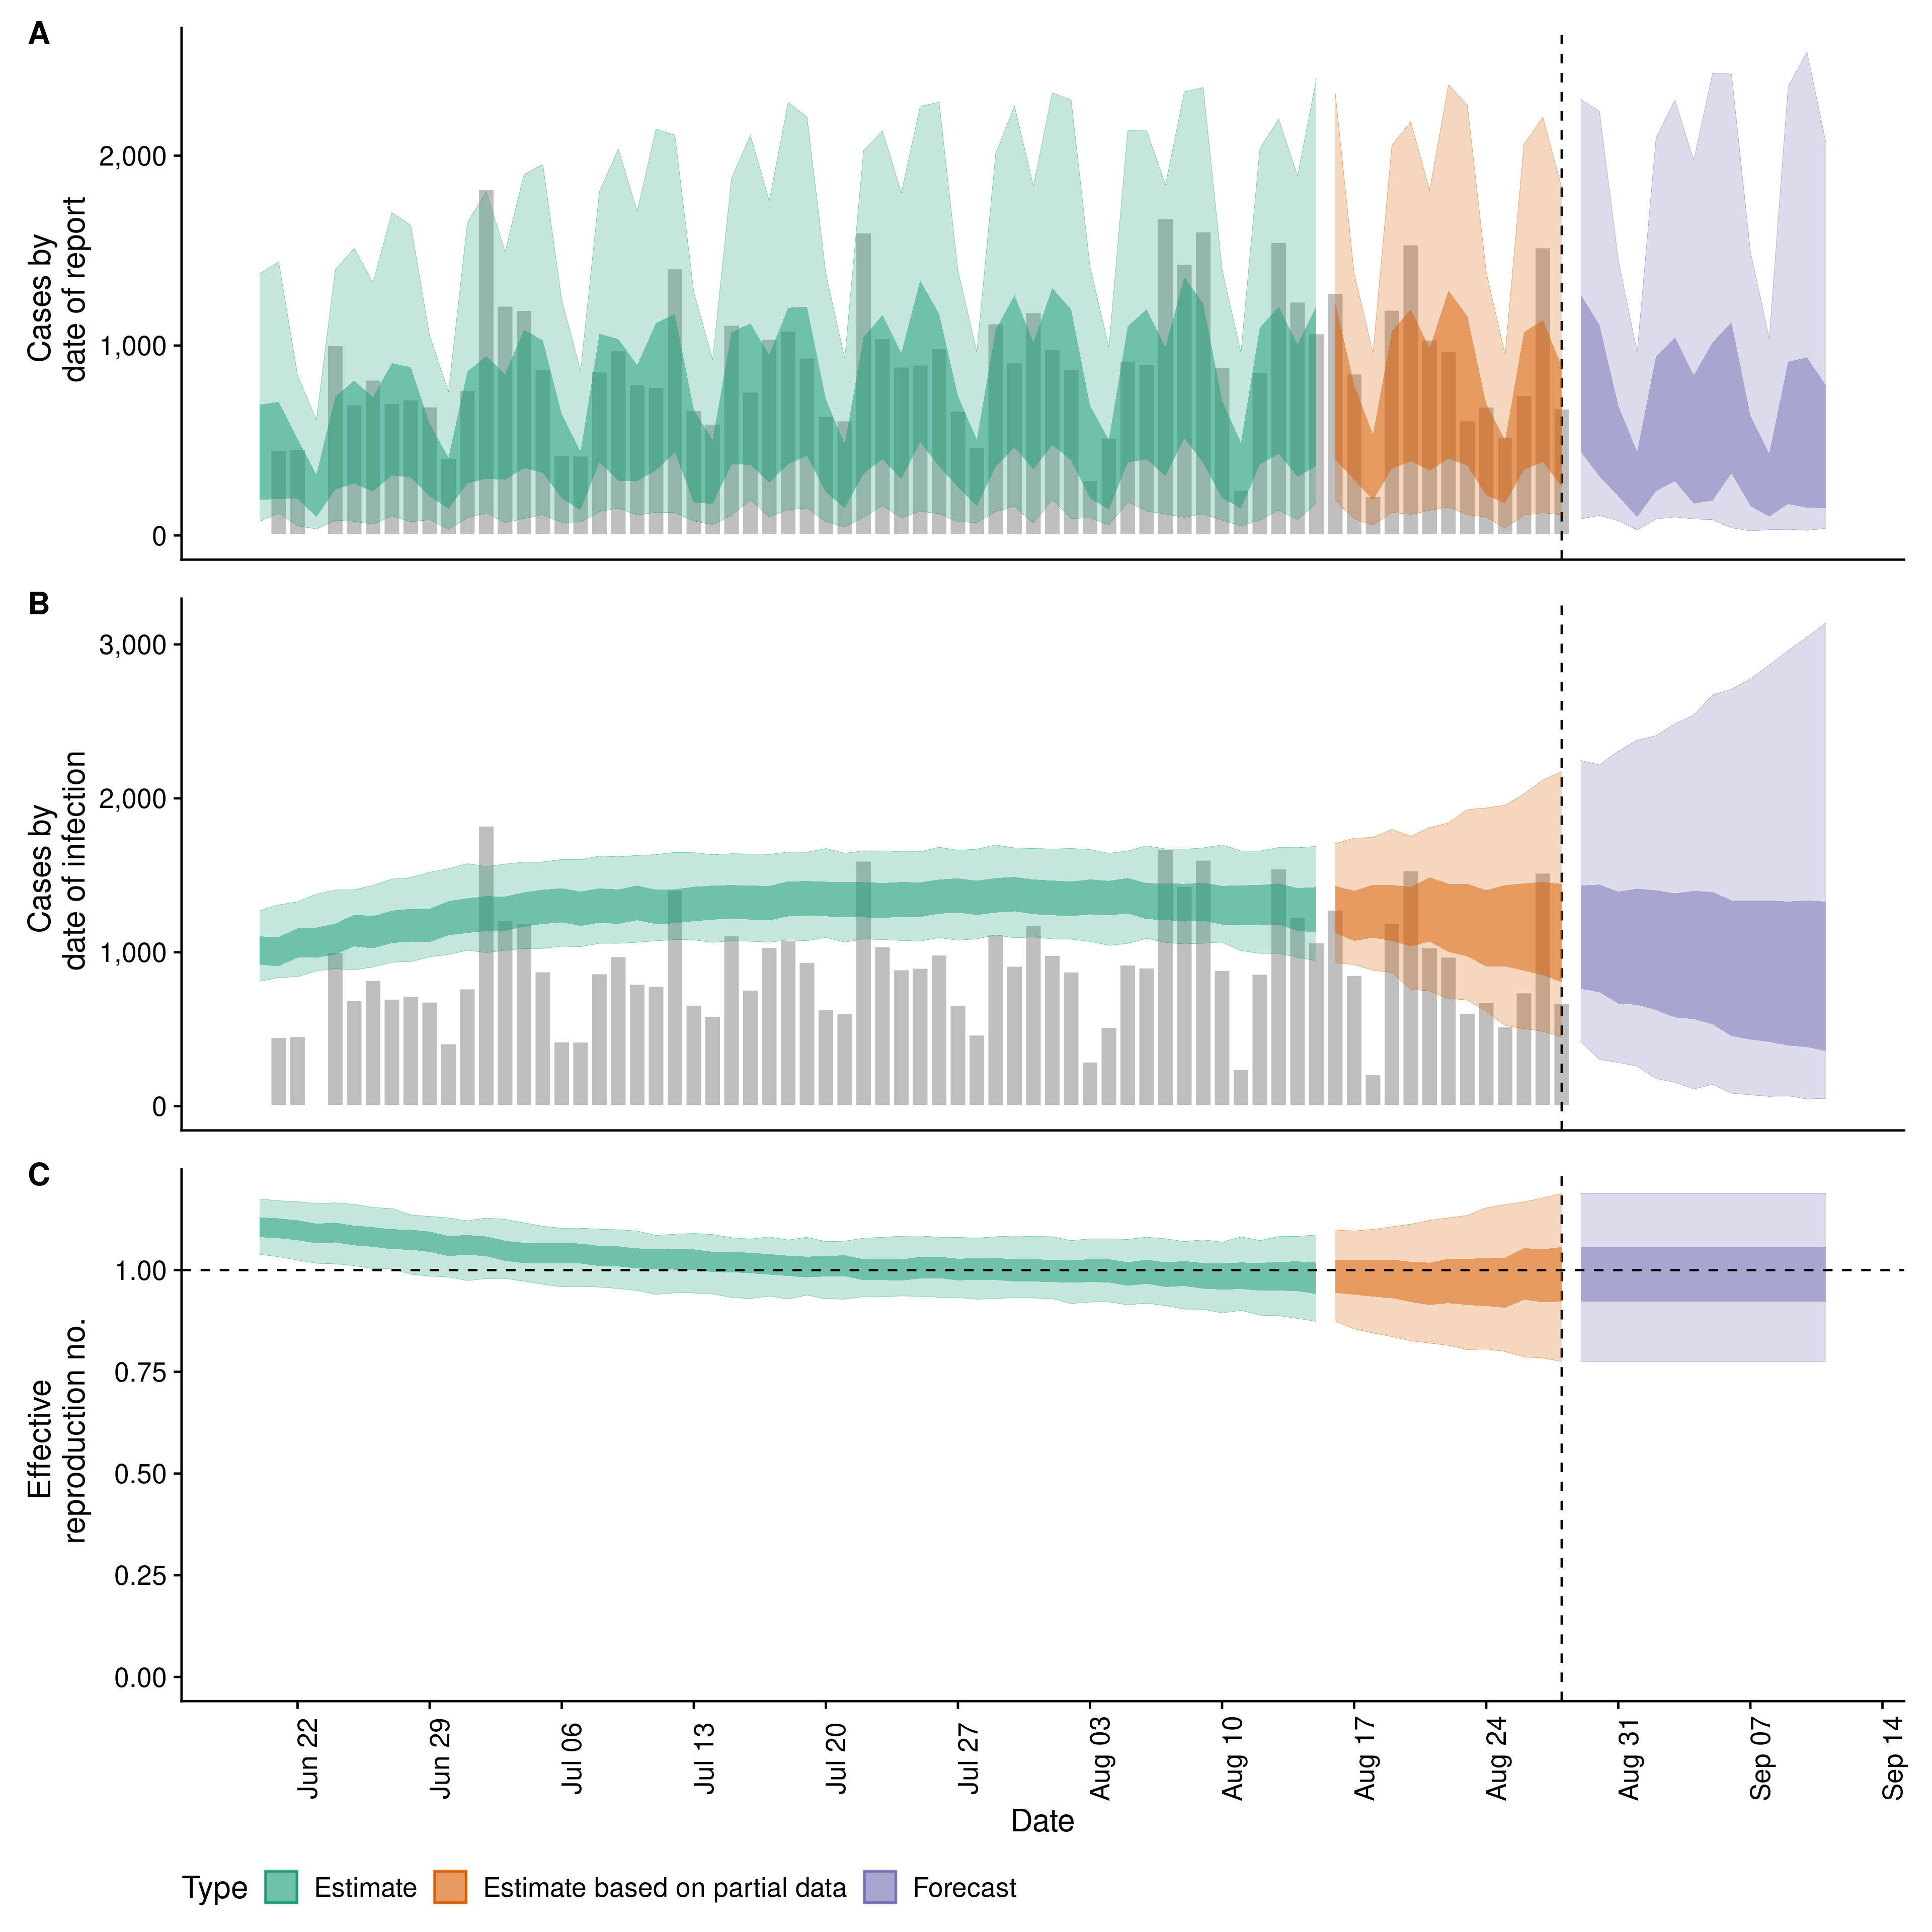 A
Cases by
date of report
2,000
1,000
0
B
Cases by
date of infection
3,000
2,000
1,000
0
C
Effective
reproduction no.
1.00
0.75
0.50
0.25
0.00
Jun 22
Jun 29
Jul 06
Jul 13
Jul 20
Jul 27
Aug 03
Aug 10
Aug 17
Aug 24
Aug 31
Sep 07
Sep 14
Date
Type
Estimate
Estimate based on partial data
Forecast